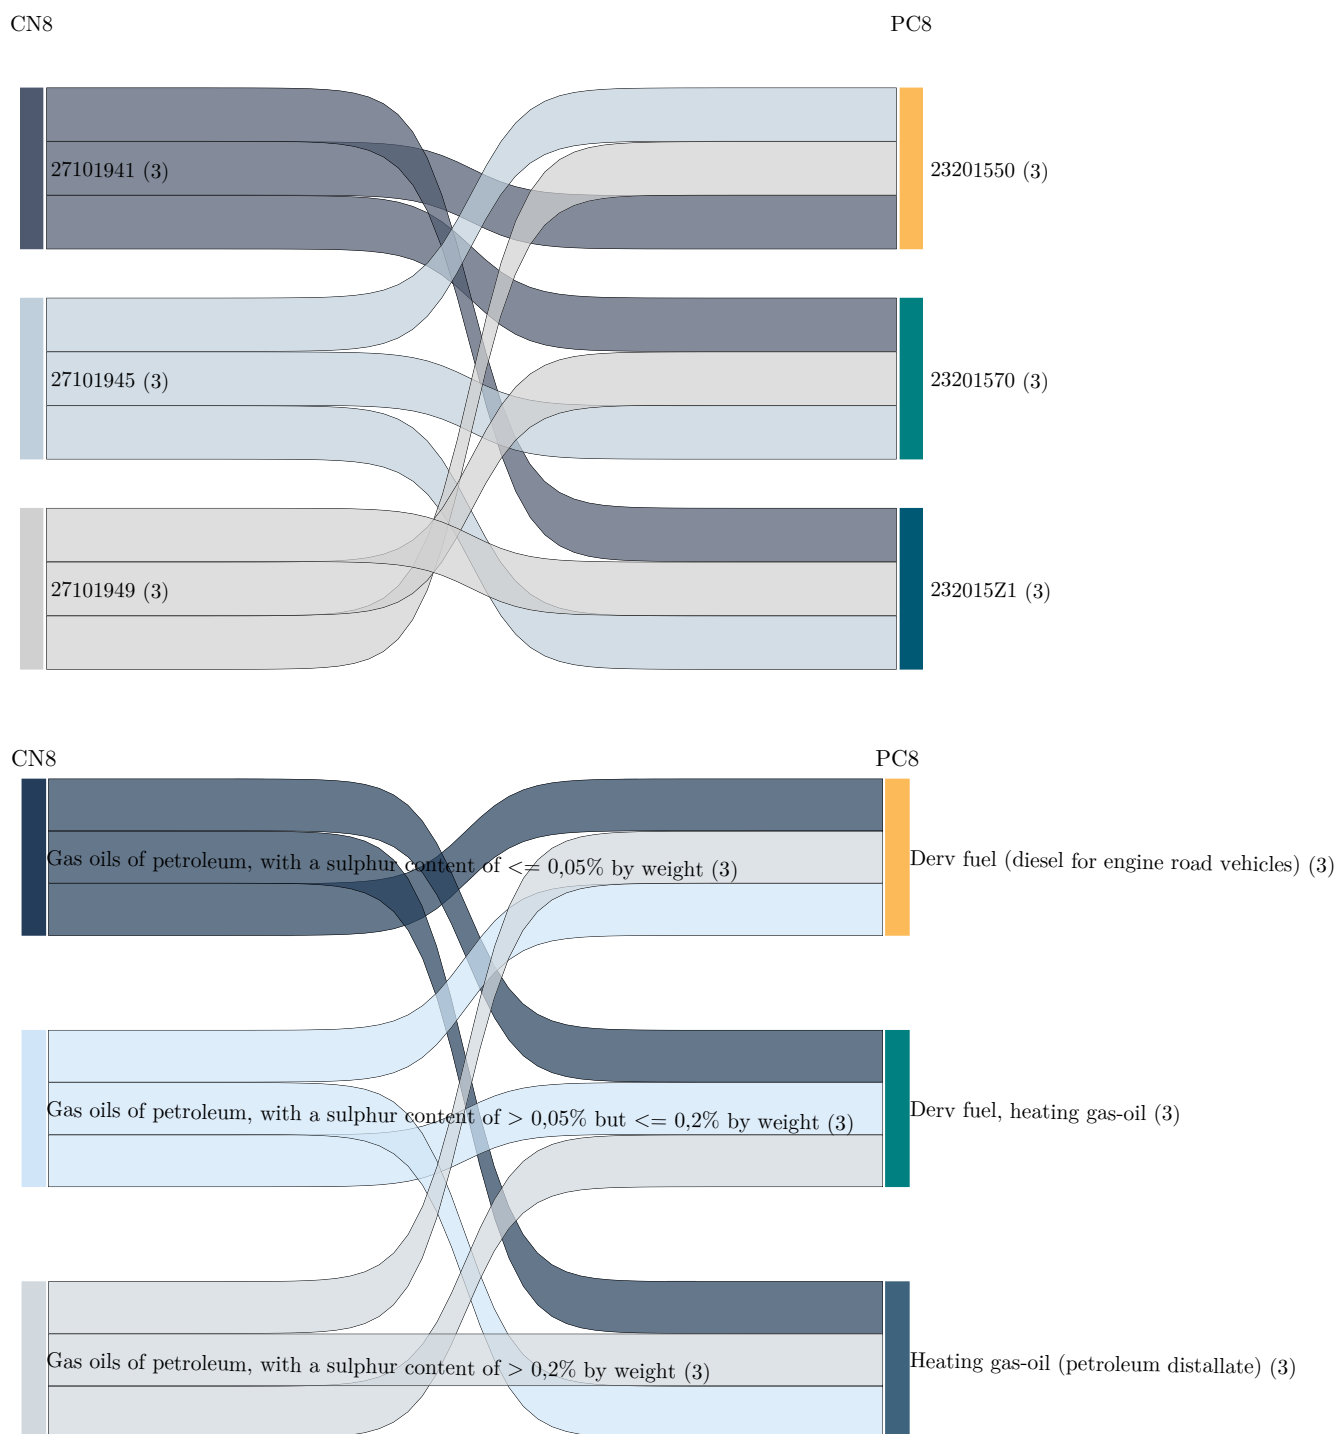 CN8 PC8
27101941 (3) 23201550 (3)
27101945 (3) 23201570 (3)
27101949 (3) 232015Z1 (3)
CN8 PC8
Gas oils of petroleum, with a sulphur content of <= 0,05% by weight (3) Derv fuel (diesel for engine road vehicles) (3)
Gas oils of petroleum, with a sulphur content of > 0,05% but <= 0,2% by weight (3) Derv fuel, heating gas-oil (3)
Gas oils of petroleum, with a sulphur content of > 0,2% by weight (3) Heating gas-oil (petroleum distallate) (3)